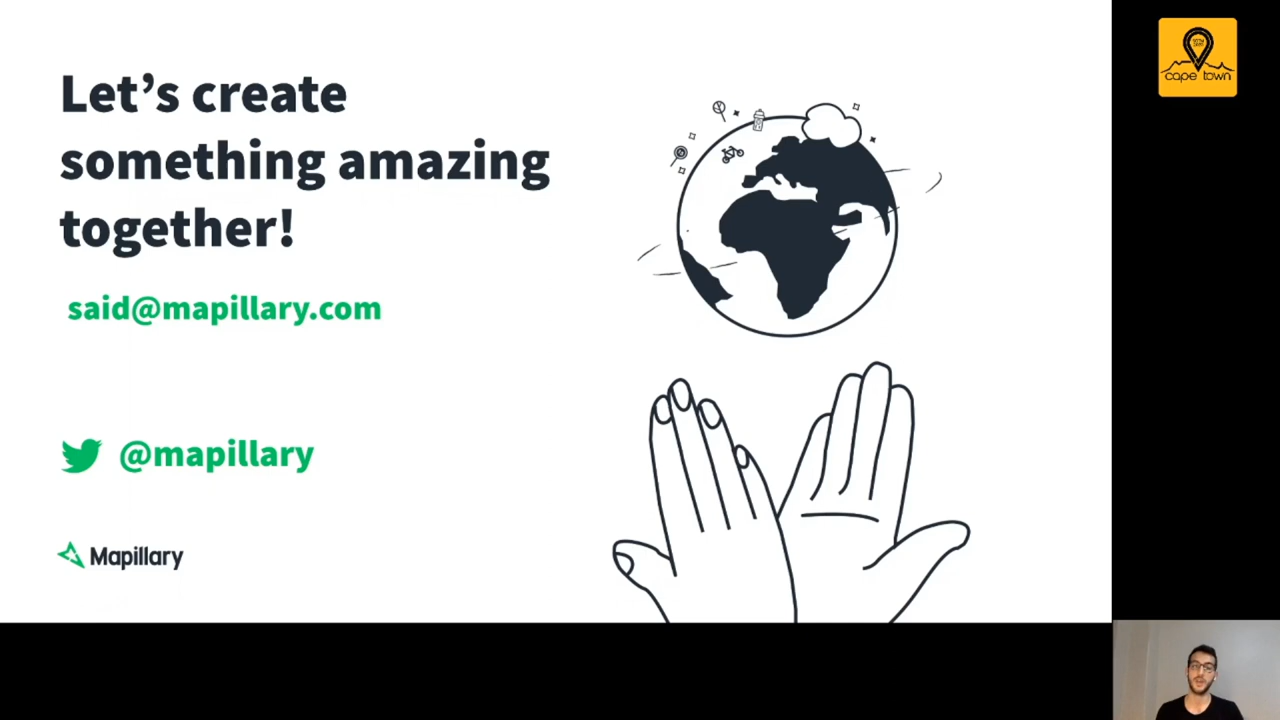 Let's create
something amazing
together!
said@mapillary.com
@mapillary
Mapillary
cape town